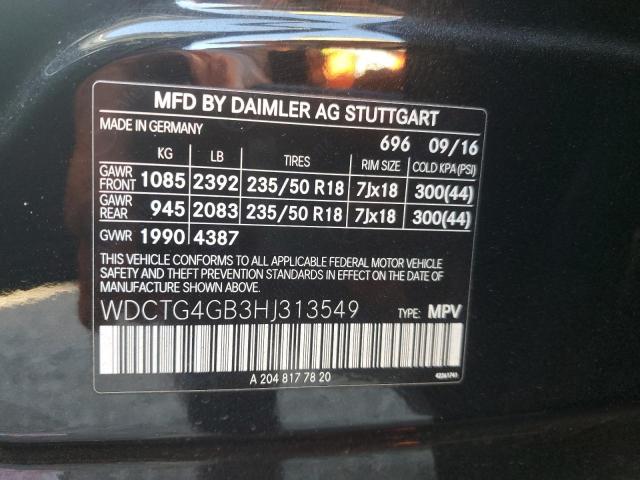 MFD BY DAIMLER AG STUTTGART
MADE IN GERMANY 696 09/16
KG LB TIRES RIM SIZE COLD KPA (PSI)
GAWR FRONT 1085 2392 235/50 R18 7Jx18 300(44)
GAWR REAR 945 2083 235/50 R18 7Jx18 300(44)
GVWR 1990 4387
THIS VEHICLE CONFORMS TO ALL APPLICABLE FEDERAL MOTOR VEHICLE
SAFETY AND THEFT PREVENTION STANDARDS IN EFFECT ON THE DATE OF
MANUFACTURE SHOWN ABOVE.
WDCTG4GB3HJ313549 TYPE: MPV
A 204 817 78 20